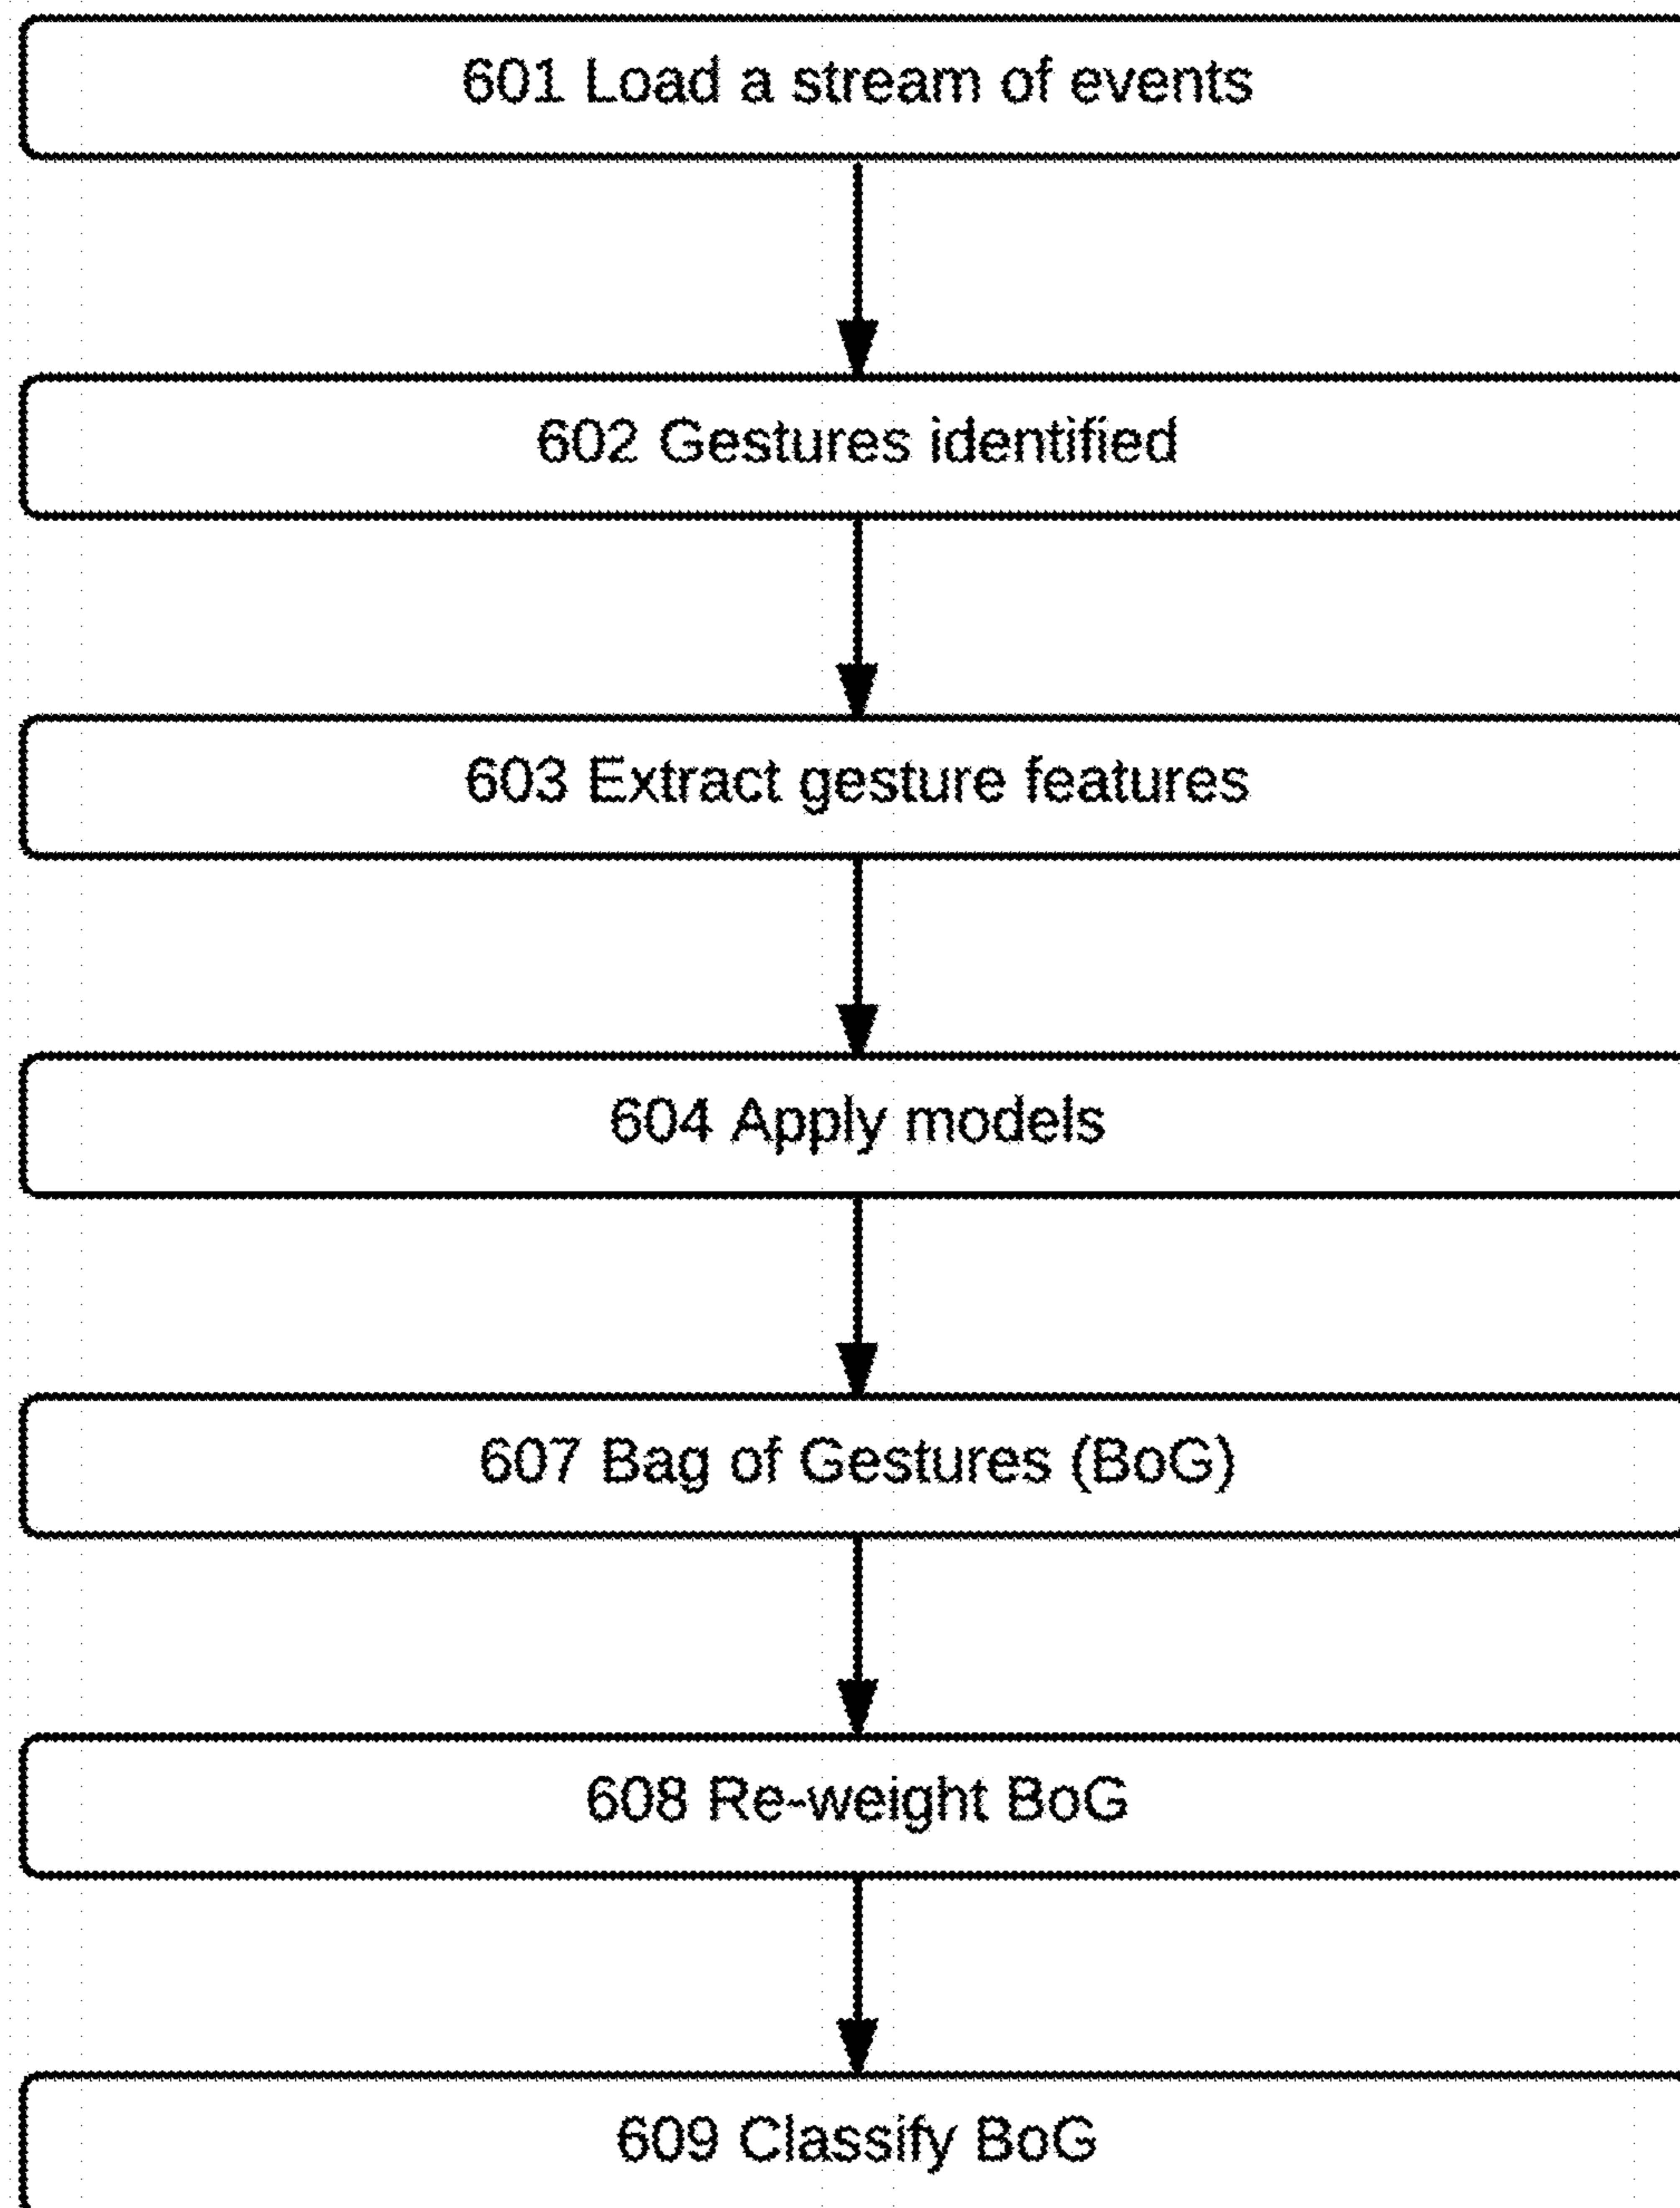 601 Load a stream of events
602 Gestures identified
603 Extract gesture features
604 Apply models
607 Bag of Gestures (BoG)
608 Re-weight BoG
609 Classify BoG